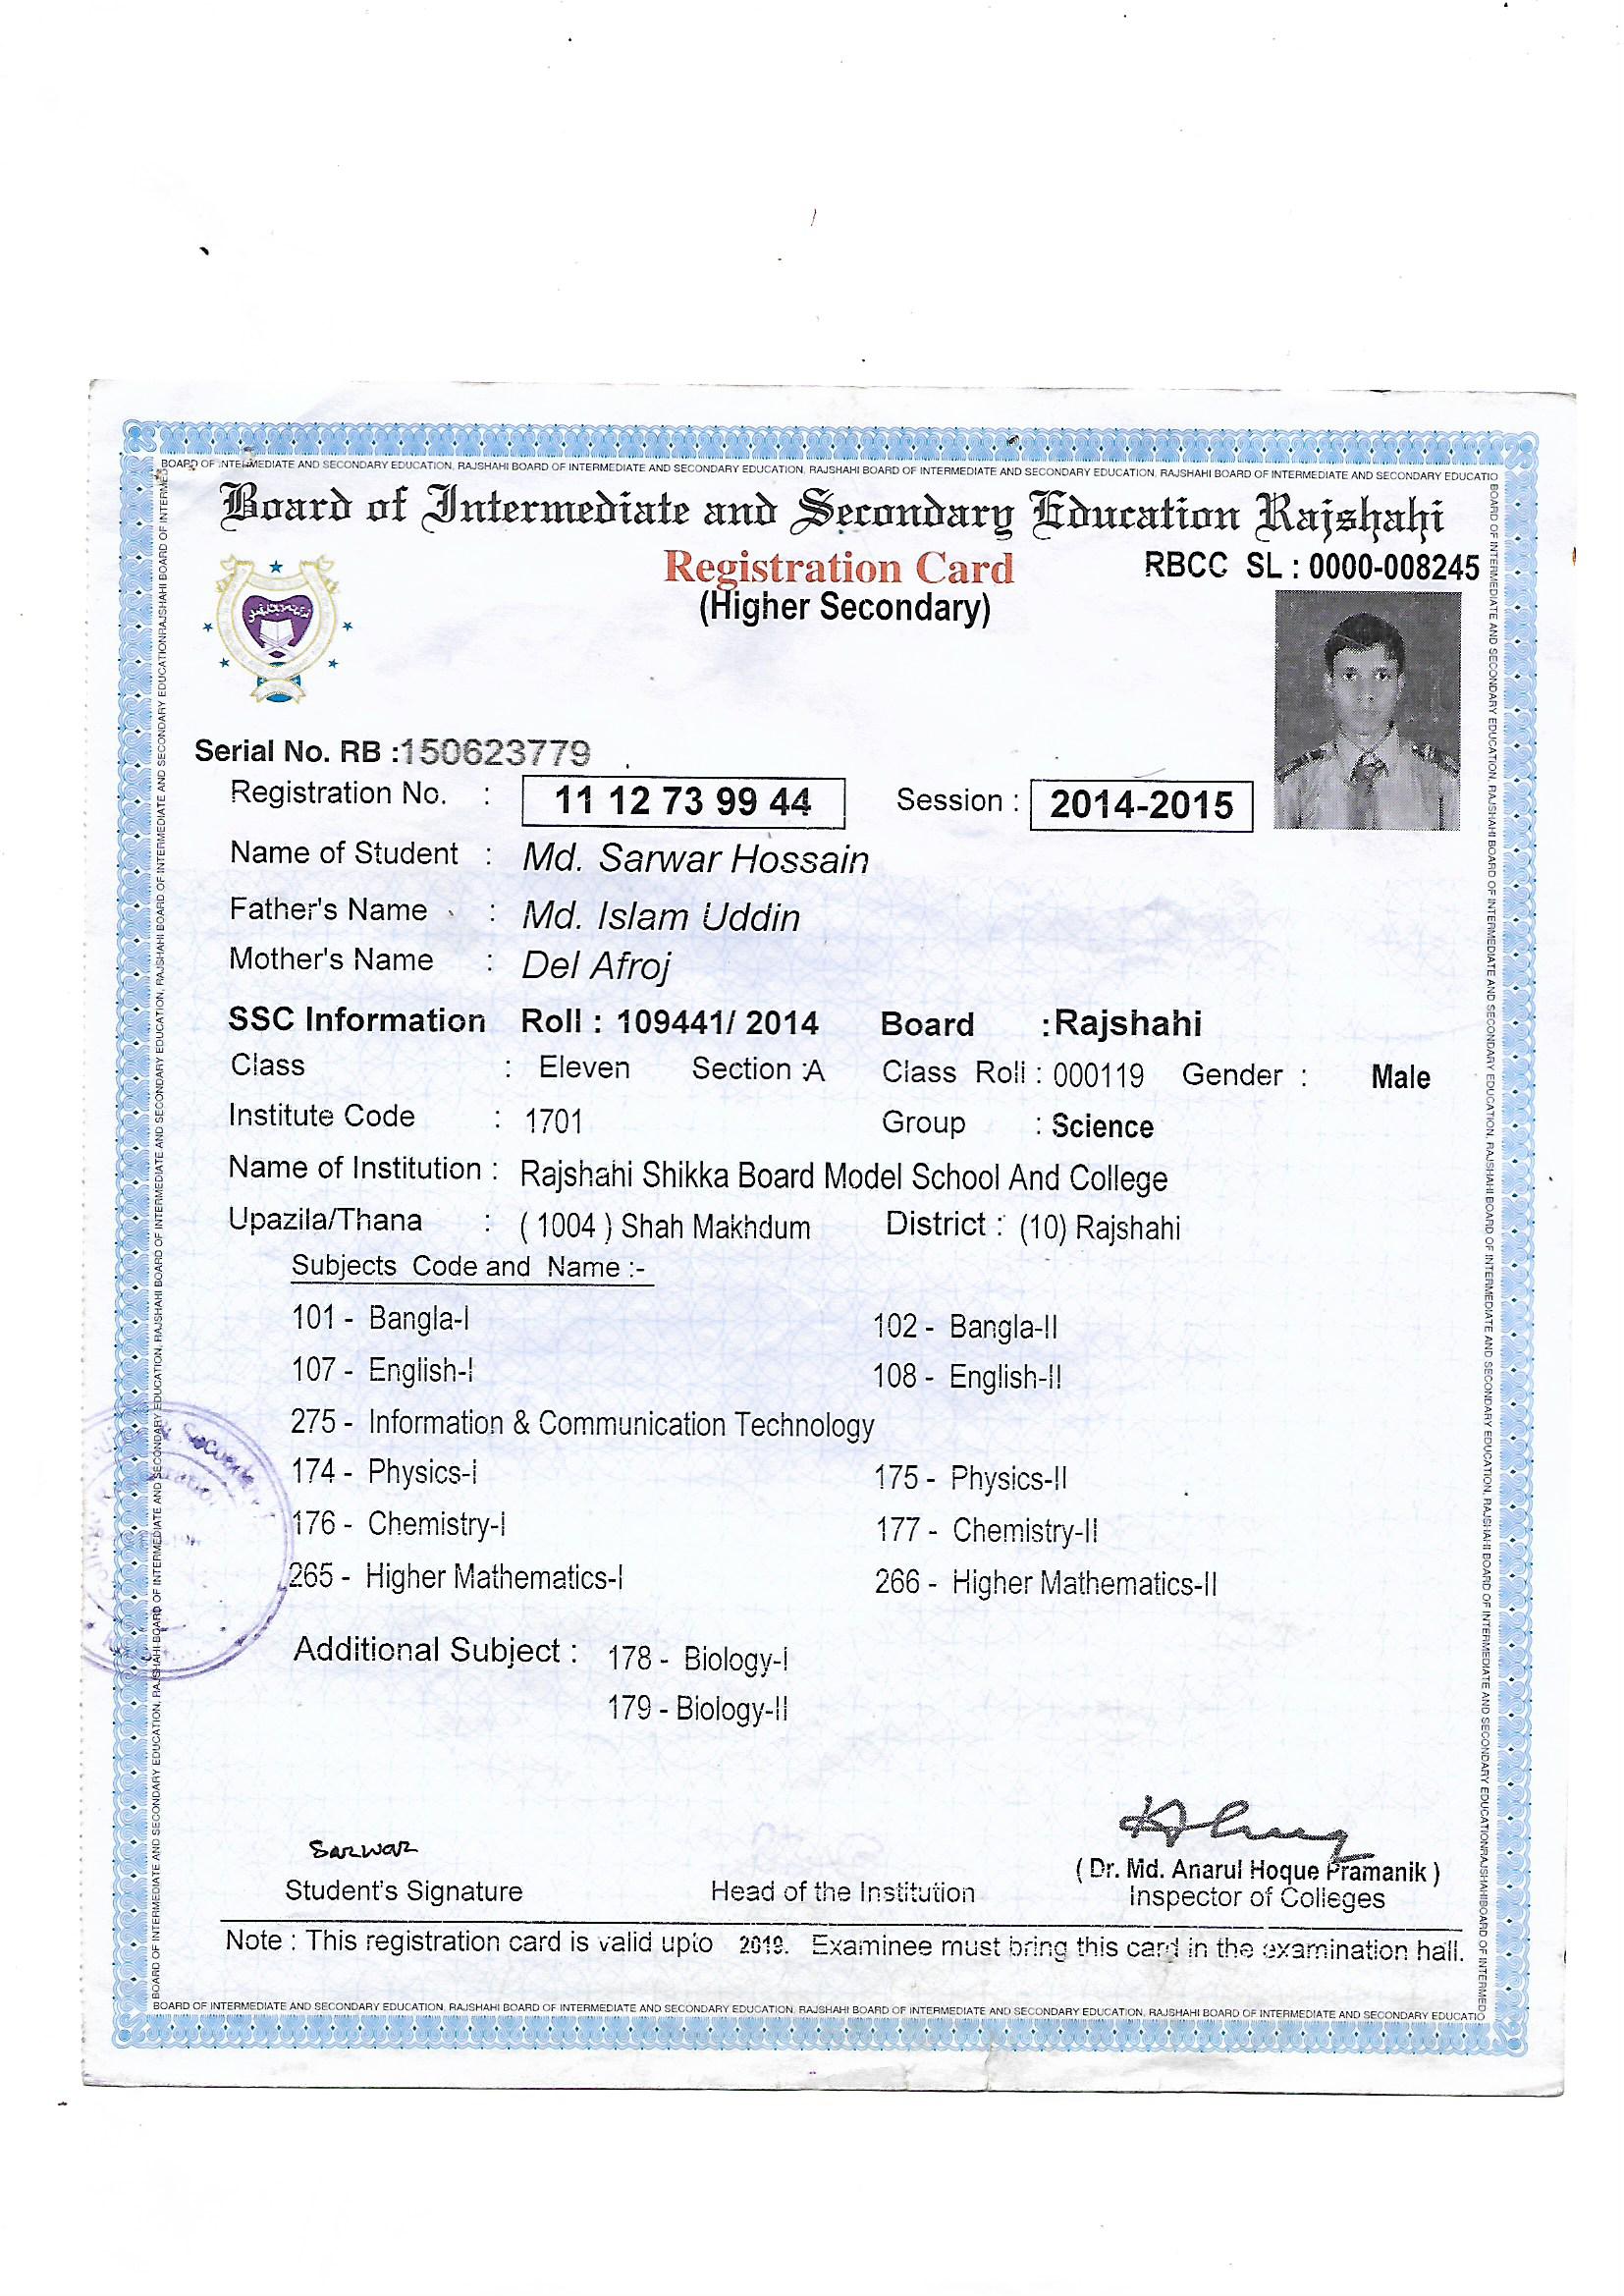 BOARD OF INTERMEDIATE AND SECONDARY EDUCATION, RAJSHAHI BOARD OF INTERMEDIATE AND SECONDARY EDUCATION, RAJSHAHI BOARD OF INTERMEDIATE AND SECONDARY EDUCATION, RAJSHAHI BOARD OF INTERMEDIATE AND SECONDARY EDUCATIO
Board of Intermediate and Secondary Education Rajshahi
Registration Card RBCC SL : 0000-008245
(Higher Secondary)
Serial No. RB :150623779
Registration No. : 11 12 73 99 44 Session : 2014-2015
Name of Student : Md. Sarwar Hossain
Father's Name : Md. Islam Uddin
Mother's Name : Del Afroj
SSC Information Roll : 109441/ 2014 Board :Rajshahi
Class : Eleven Section :A Class Roll : 000119 Gender : Male
Institute Code : 1701 Group : Science
Name of Institution : Rajshahi Shikka Board Model School And College
Upazila/Thana : ( 1004 ) Shah Makhdum District : (10) Rajshahi
Subjects Code and Name :-
101 - Bangla-I 102 - Bangla-II
107 - English-I 108 - English-II
275 - Information & Communication Technology
174 - Physics-I 175 - Physics-II
176 - Chemistry-I 177 - Chemistry-II
265 - Higher Mathematics-I 266 - Higher Mathematics-II
Additional Subject : 178 - Biology-I
179 - Biology-II
Sarwar
( Dr. Md. Anarul Hoque Pramanik )
Student's Signature Head of the Institution Inspector of Colleges
Note : This registration card is valid upto 2019. Examinee must bring this card in the examination hall.
BOARD OF INTERMEDIATE AND SECONDARY EDUCATION, RAJSHAHI BOARD OF INTERMEDIATE AND SECONDARY EDUCATION, RAJSHAHI BOARD OF INTERMEDIATE AND SECONDARY EDUCATION, RAJSHAHI BOARD OF INTERMEDIATE AND SECONDARY EDUCATIO